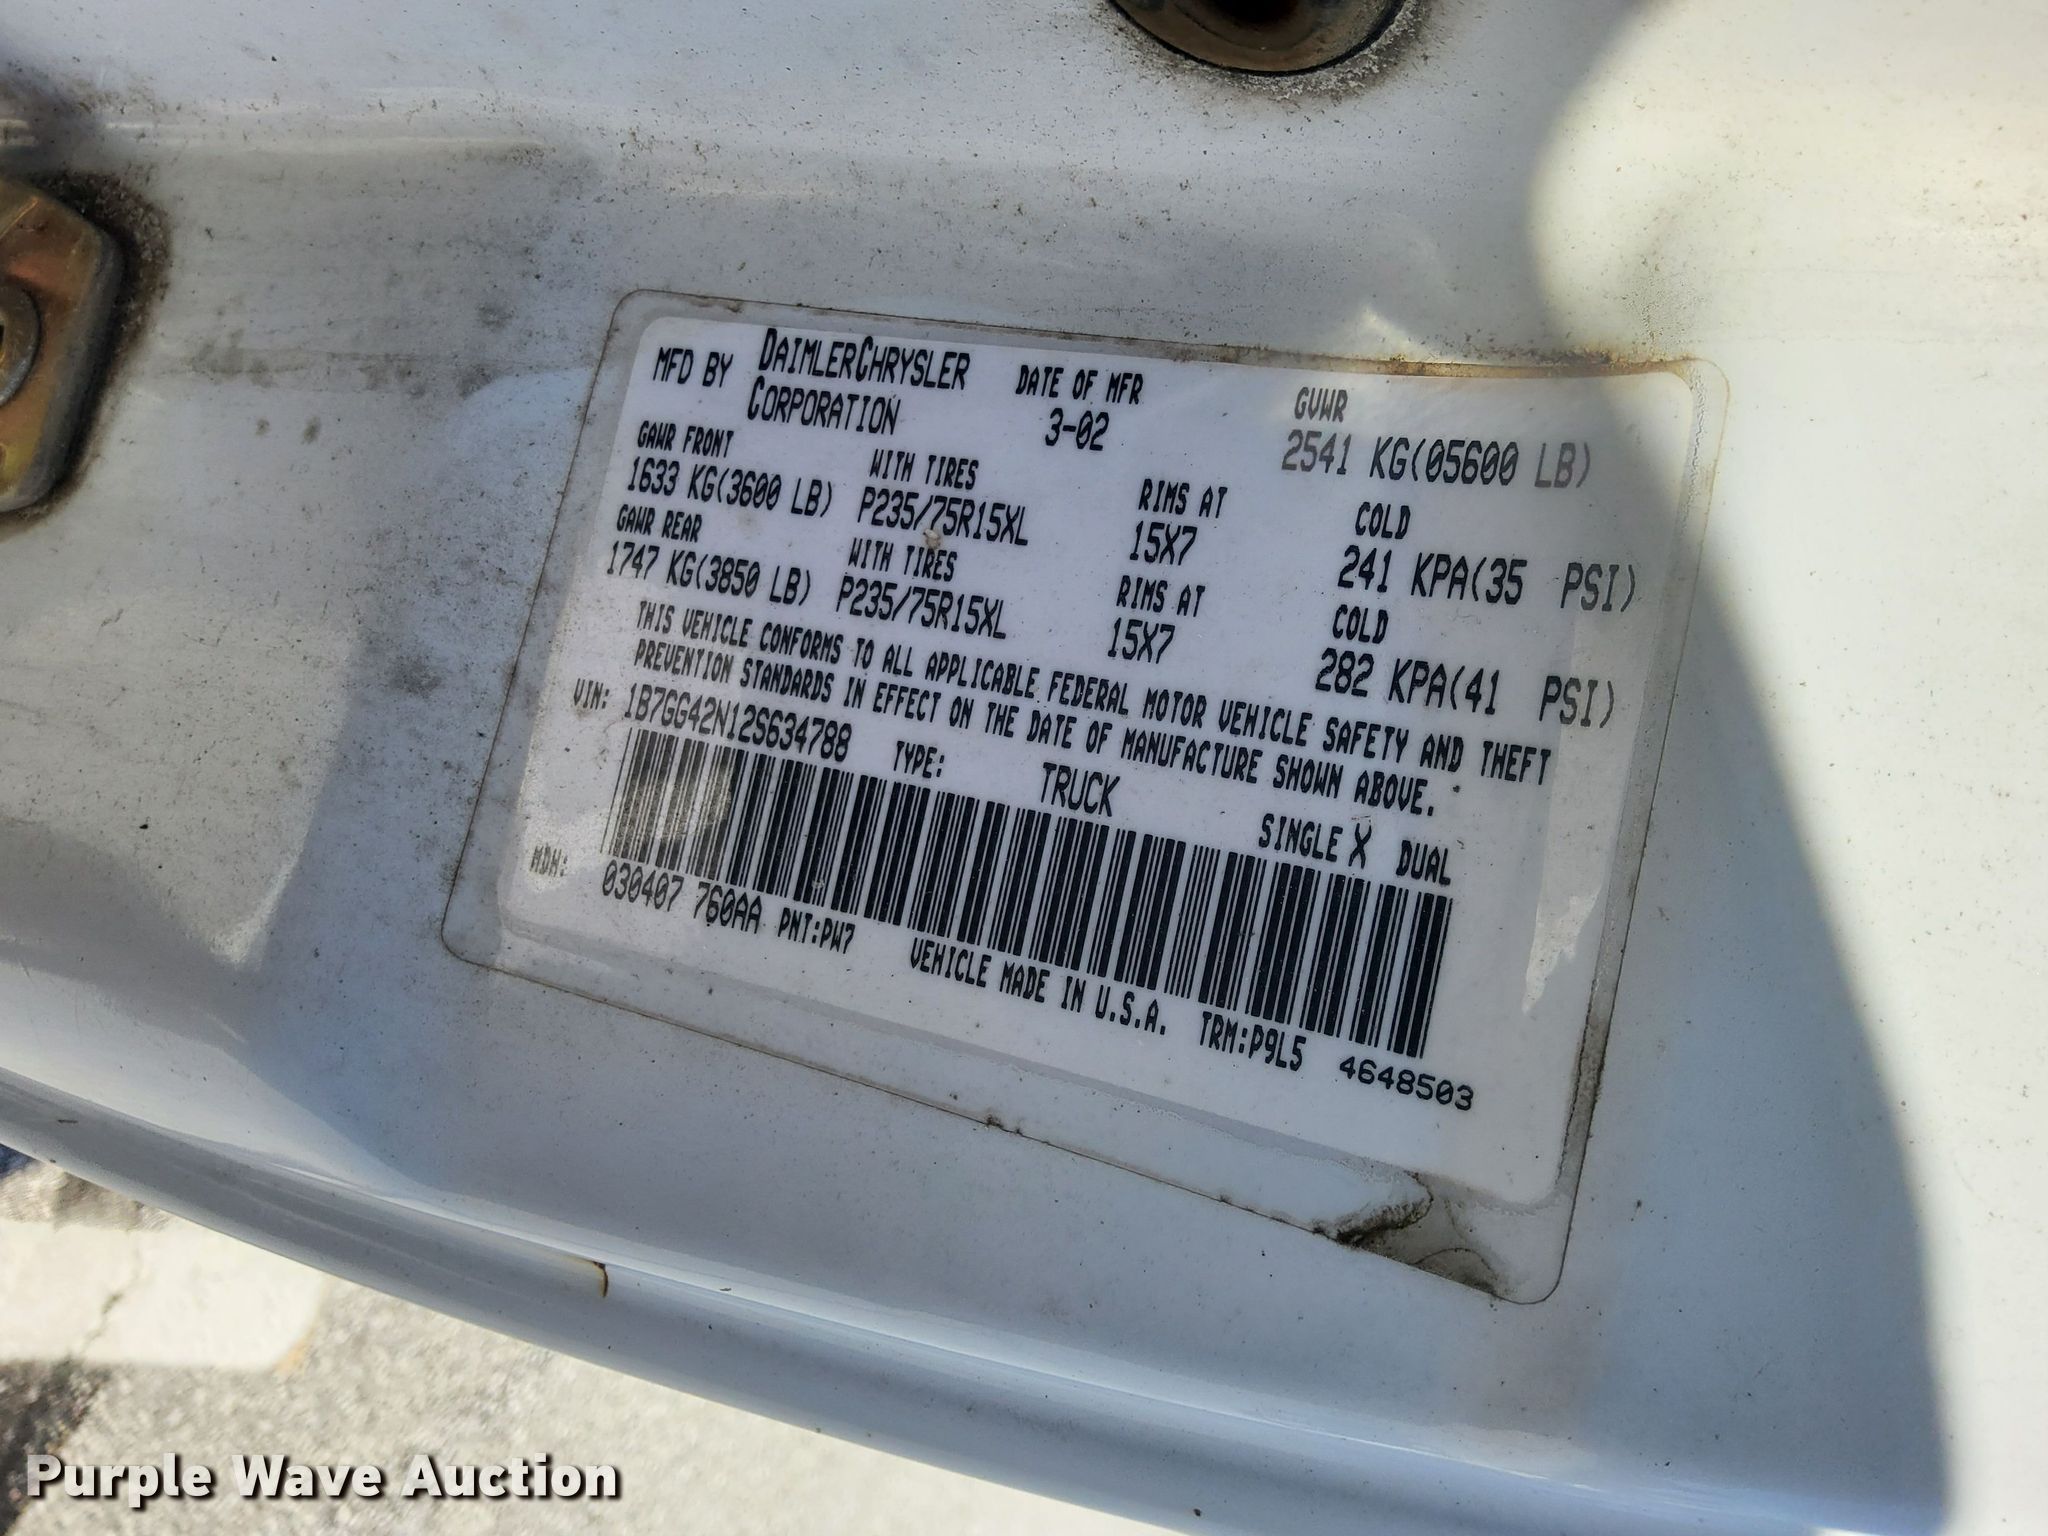 MFD BY DAIMLERCHRYSLER CORPORATION DATE OF MFR 3-02 GVWR 2541 KG(05600 LB)
GAWR FRONT WITH TIRES RIMS AT COLD
1633 KG(3600 LB) P235/75R15XL 15X7 241 KPA(35 PSI)
GAWR REAR WITH TIRES RIMS AT COLD
1747 KG(3850 LB) P235/75R15XL 15X7 282 KPA(41 PSI)
THIS VEHICLE CONFORMS TO ALL APPLICABLE FEDERAL MOTOR VEHICLE SAFETY AND THEFT
PREVENTION STANDARDS IN EFFECT ON THE DATE OF MANUFACTURE SHOWN ABOVE.
VIN: 1B7GG42N12S634788 TYPE: TRUCK SINGLE X DUAL
MDH: 030407 760AA PNT:PW7 VEHICLE MADE IN U.S.A. TRM:P9L5 4648503
Purple Wave Auction